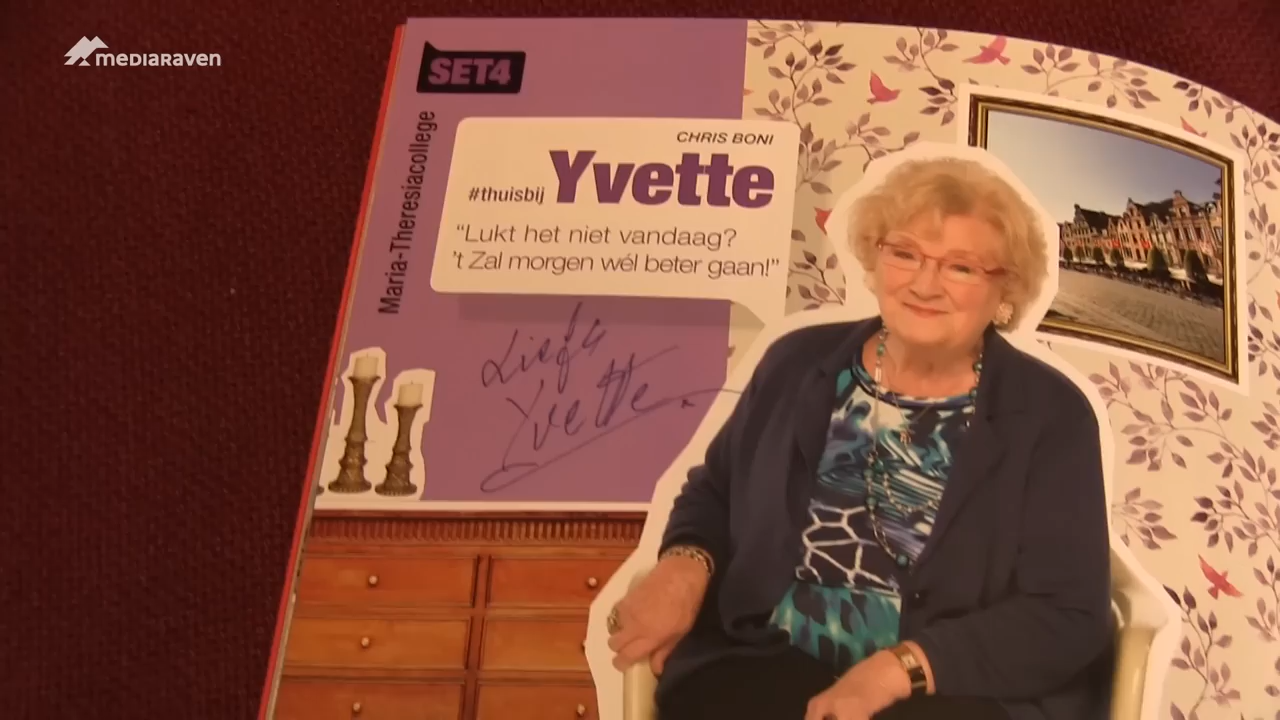 MEDIARAVEN
SET4
Maria-Theresiacollege
CHRIS BONI
#thuisbij Yvette
“Lukt het niet vandaag?
’t Zal morgen wél beter gaan!”
Liefs
Yvette